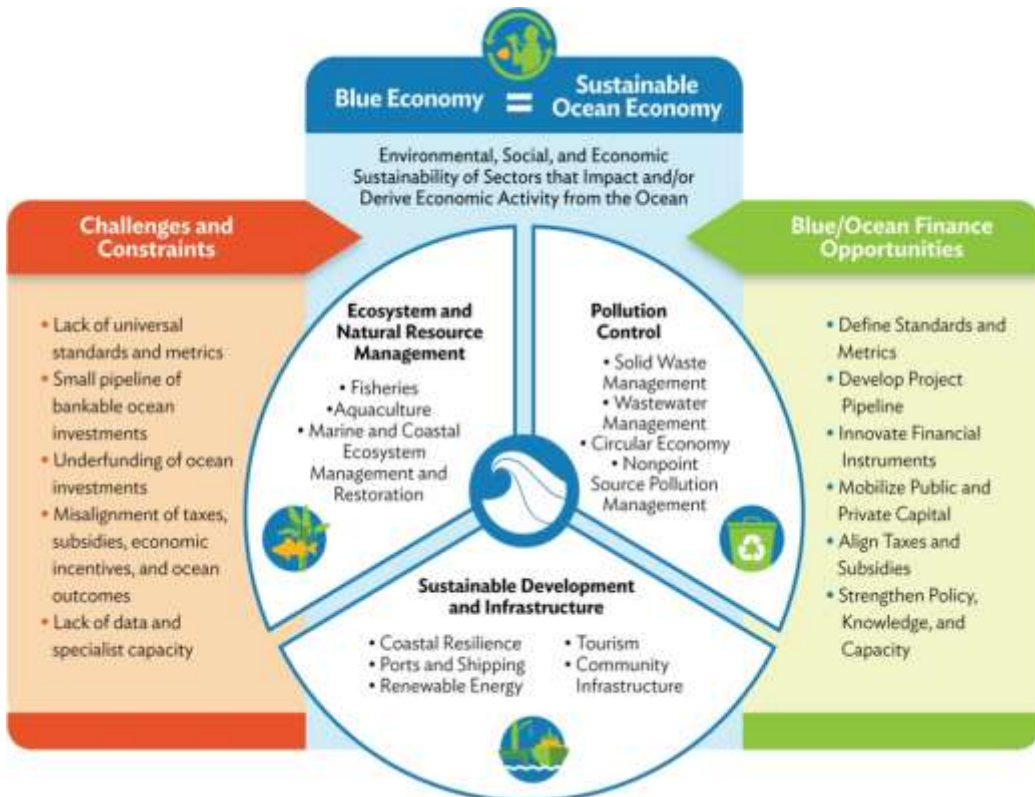 Blue Economy = Sustainable
Ocean Economy
Environmental, Social, and Economic
Sustainability of Sectors that Impact and/or
Derive Economic Activity from the Ocean
Challenges and
Constraints
• Lack of universal
standards and metrics
• Small pipeline of
bankable ocean
investments
• Underfunding of ocean
investments
• Misalignment of taxes,
subsidies, economic
incentives, and ocean
outcomes
• Lack of data and
specialist capacity
Ecosystem and
Natural Resource
Management
• Fisheries
•Aquaculture
• Marine and Coastal
Ecosystem
Management and
Restoration
Pollution
Control
• Solid Waste
Management
• Wastewater
Management
• Circular Economy
• Nonpoint
Source Pollution
Management
Sustainable Development
and Infrastructure
• Coastal Resilience
• Ports and Shipping
• Renewable Energy
• Tourism
• Community
Infrastructure
Blue/Ocean Finance
Opportunities
• Define Standards and
Metrics
• Develop Project
Pipeline
• Innovate Financial
Instruments
• Mobilize Public and
Private Capital
• Align Taxes and
Subsidies
• Strengthen Policy,
Knowledge, and
Capacity